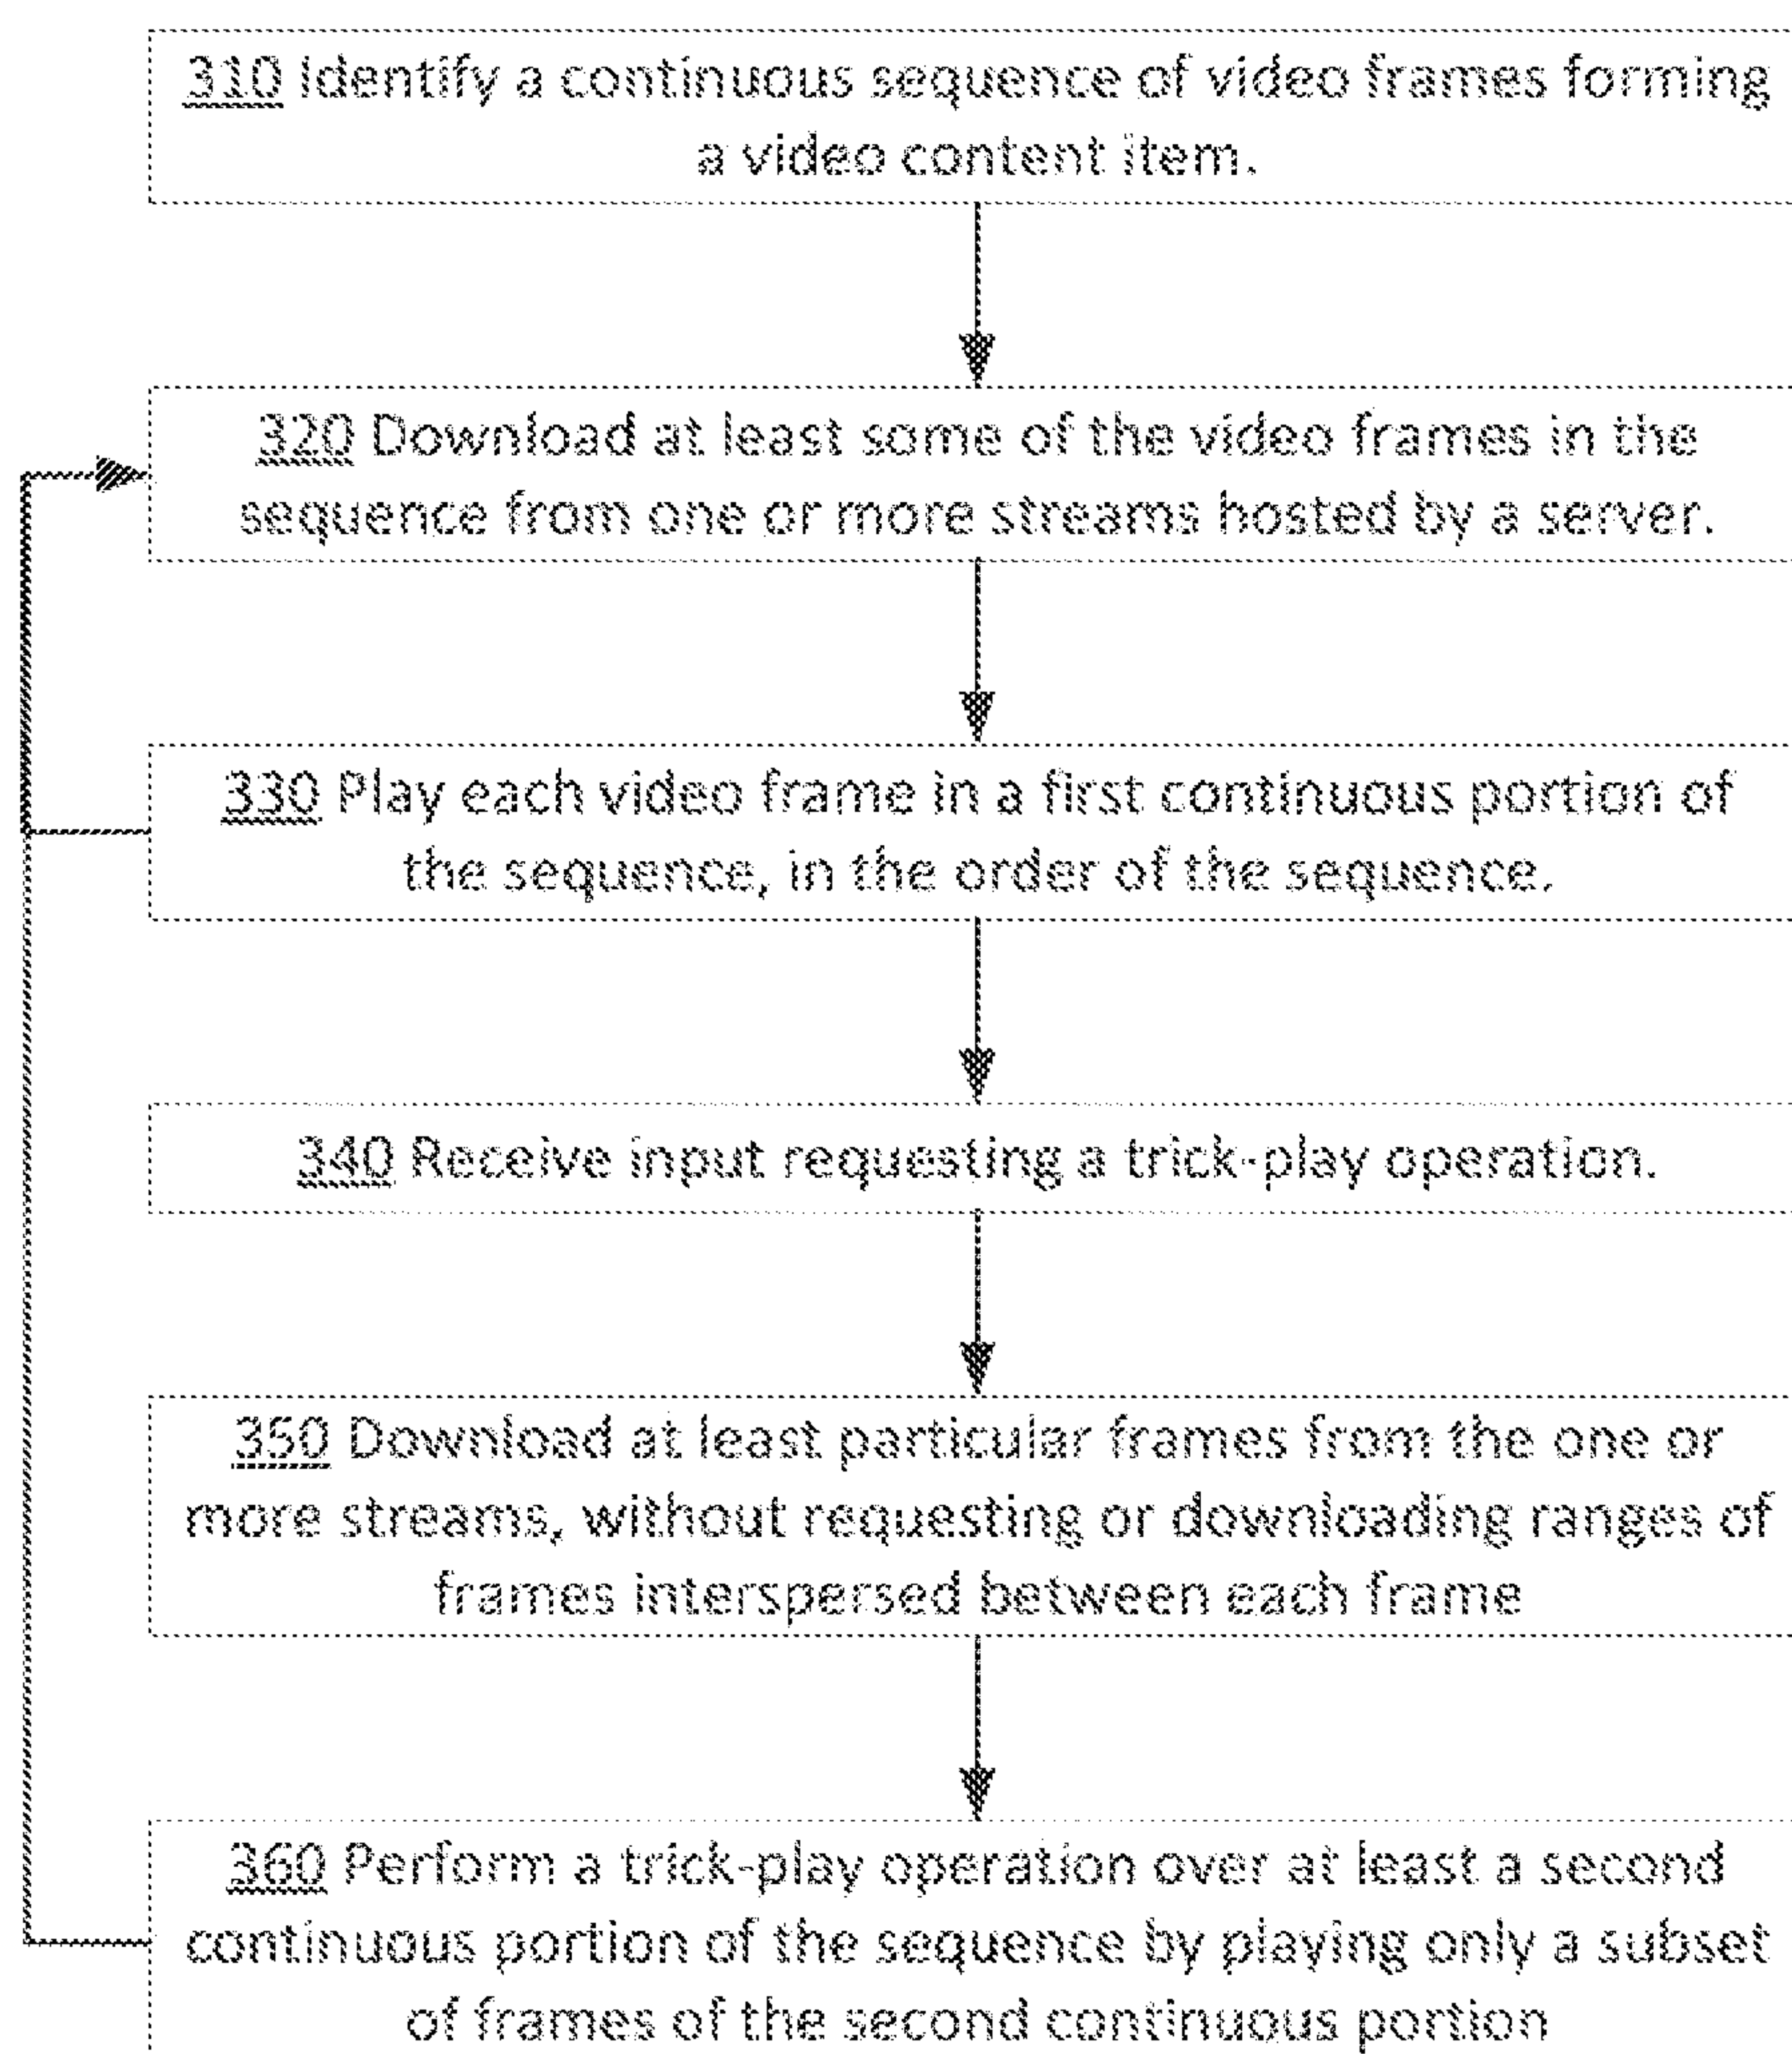 310 Identify a continuous sequence of video frames forming
a video content item.
320 Download at least some of the video frames in the
sequence from one or more streams hosted by a server.
330 Play each video frame in a first continuous portion of
the sequence, in the order of the sequence.
340 Receive input requesting a trick-play operation.
350 Download at least particular frames from the one or
more streams, without requesting or downloading ranges of
frames interspersed between each frame
360 Perform a trick-play operation over at least a second
continuous portion of the sequence by playing only a subset
of frames of the second continuous portion